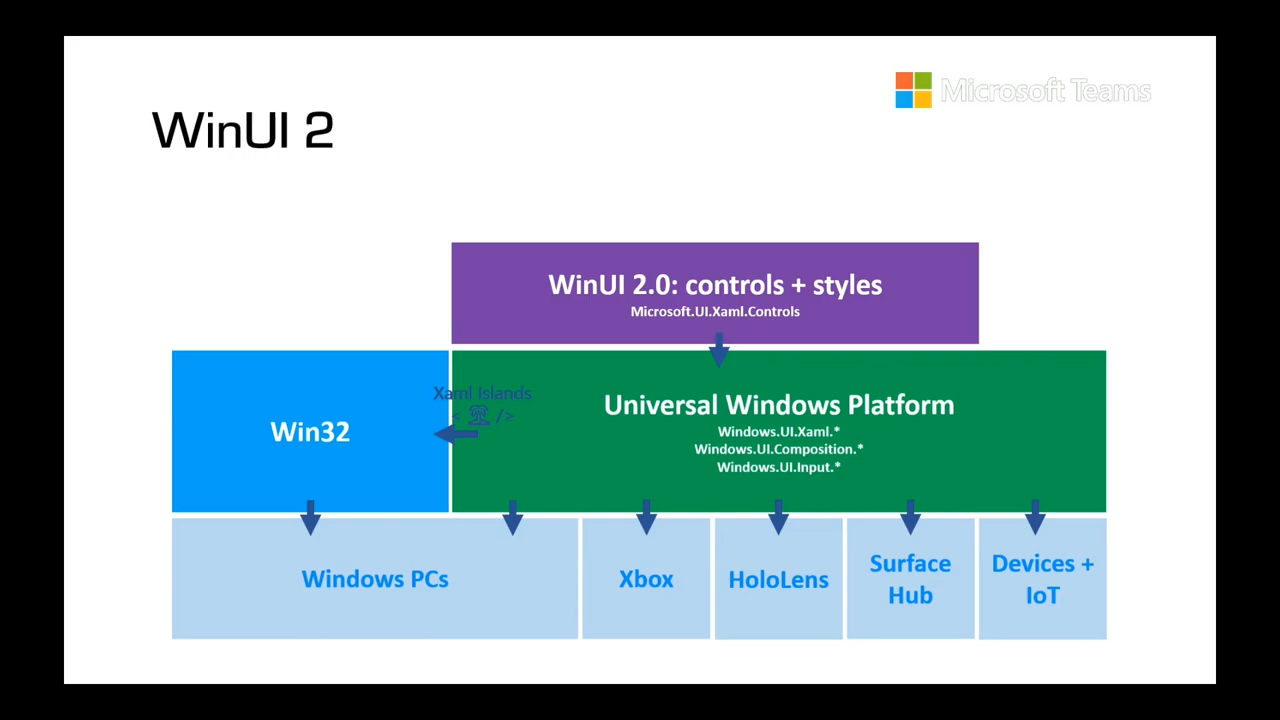 Microsoft Teams
WinUI 2
WinUI 2.0: controls + styles
Microsoft.UI.Xaml.Controls
Xaml Islands
< />
Win32
Universal Windows Platform
Windows.UI.Xaml.*
Windows.UI.Composition.*
Windows.UI.Input.*
Windows PCs
Xbox
HoloLens
Surface
Hub
Devices +
IoT